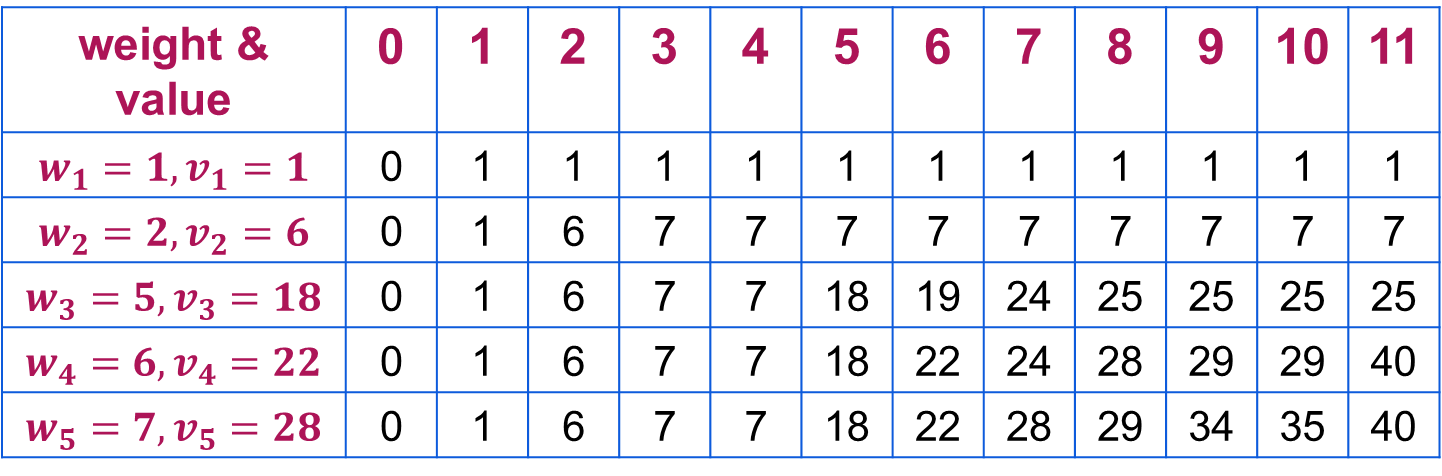 weight & value 0 1 2 3 4 5 6 7 8 9 10 11
w₁ = 1, v₁ = 1 0 1 1 1 1 1 1 1 1 1 1 1
w₂ = 2, v₂ = 6 0 1 6 7 7 7 7 7 7 7 7 7
w₃ = 5, v₃ = 18 0 1 6 7 7 18 19 24 25 25 25 25
w₄ = 6, v₄ = 22 0 1 6 7 7 18 22 24 28 29 29 40
w₅ = 7, v₅ = 28 0 1 6 7 7 18 22 28 29 34 35 40